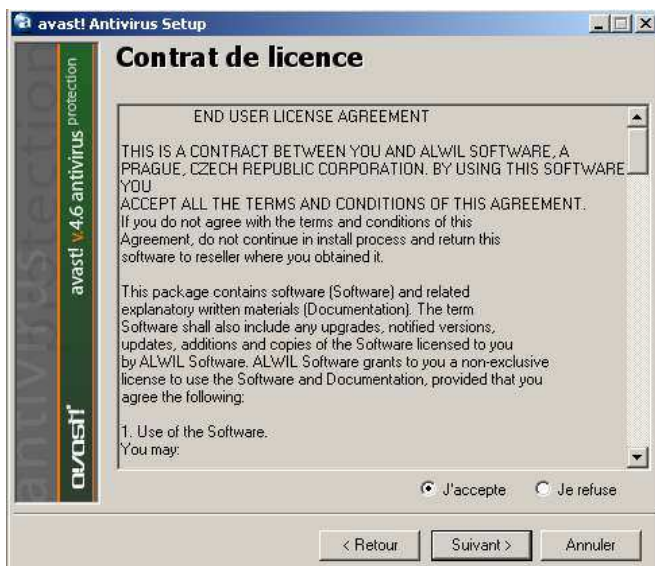 avast! Antivirus Setup
Contrat de licence
antivirus protection
avast! v.4.6 antivirus protection
avast!
END USER LICENSE AGREEMENT
THIS IS A CONTRACT BETWEEN YOU AND ALWIL SOFTWARE, A
PRAGUE, CZECH REPUBLIC CORPORATION. BY USING THIS SOFTWARE
YOU
ACCEPT ALL THE TERMS AND CONDITIONS OF THIS AGREEMENT.
If you do not agree with the terms and conditions of this
Agreement, do not continue in install process and return this
software to reseller where you obtained it.
This package contains software (Software) and related
explanatory written materials (Documentation). The term
Software shall also include any upgrades, notified versions,
updates, additions and copies of the Software licensed to you
by ALWIL Software. ALWIL Software grants to you a non-exclusive
license to use the Software and Documentation, provided that you
agree the following:
1. Use of the Software.
You may:
J'accepte
Je refuse
< Retour
Suivant >
Annuler